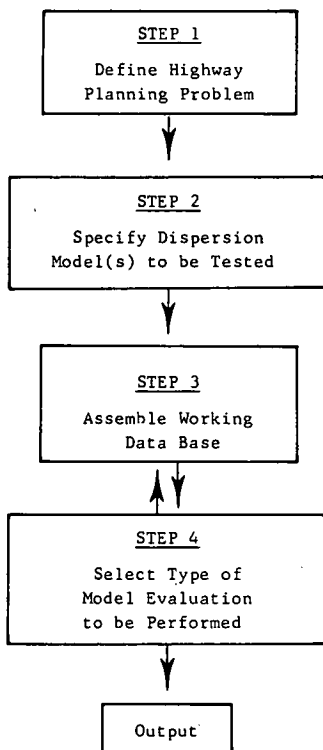 STEP 1
Define Highway
Planning Problem
STEP 2
Specify Dispersion
Model(s) to be Tested
STEP 3
Assemble Working
Data Base
STEP 4
Select Type of
Model Evaluation
to be Performed
Output